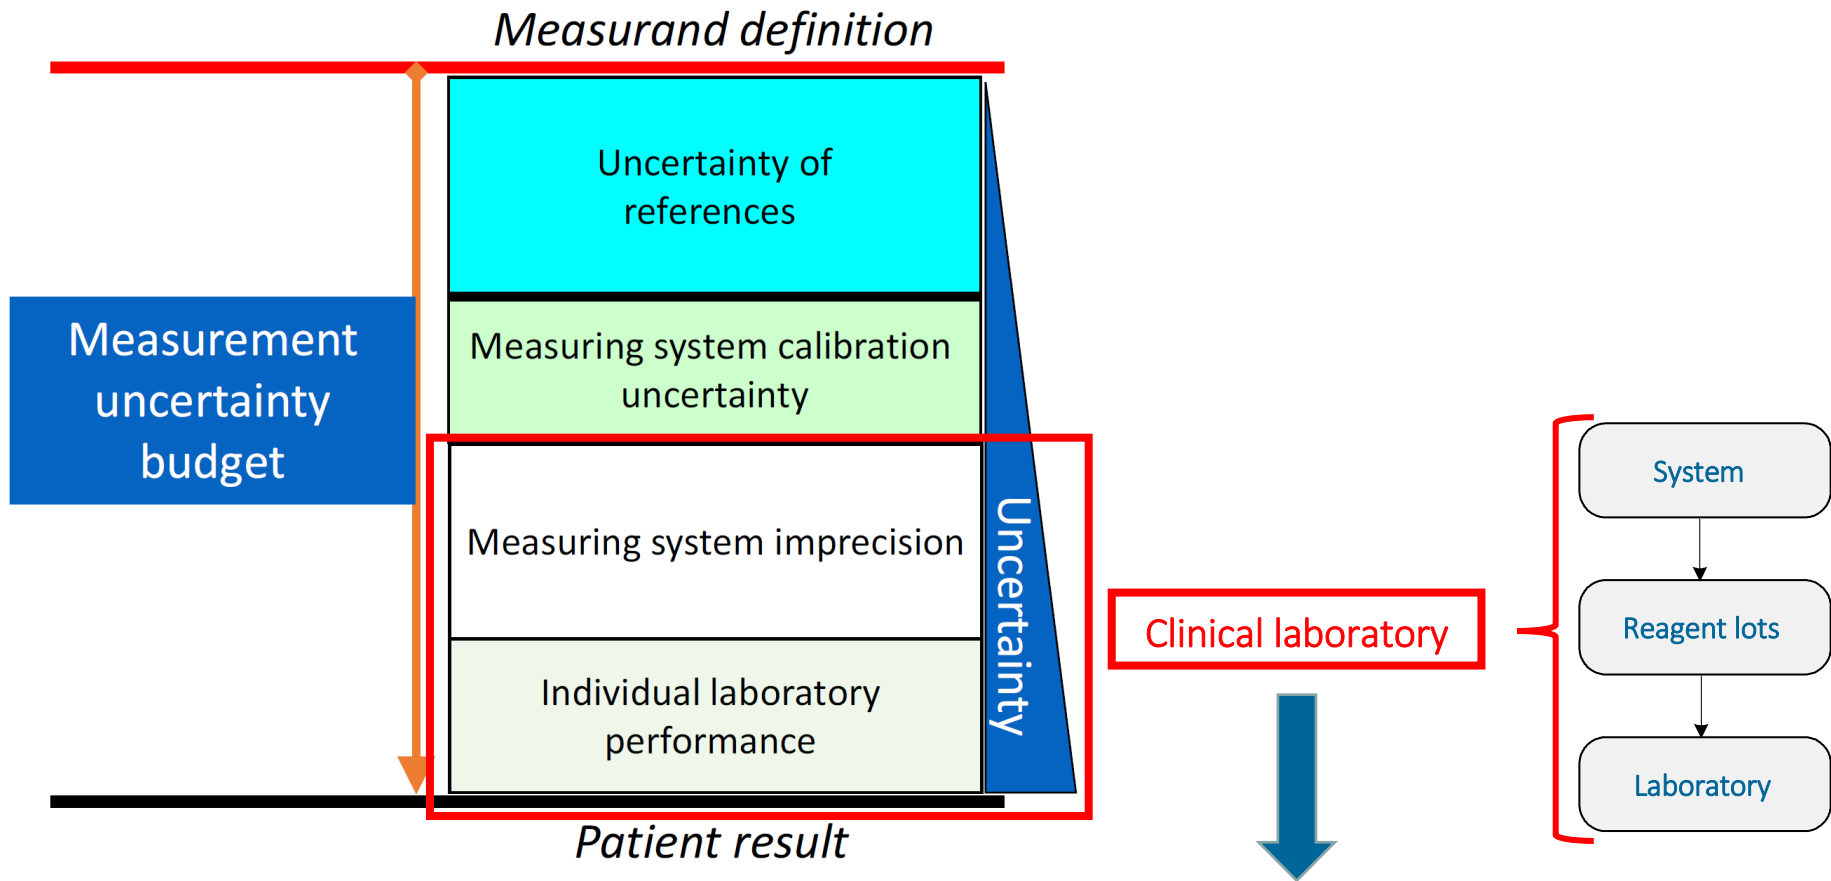 Measurand definition
Uncertainty of
references
Measurement
uncertainty
budget
Measuring system calibration
uncertainty
Measuring system imprecision
Individual laboratory
performance
Uncertainty
Patient result
Clinical laboratory
System
Reagent lots
Laboratory